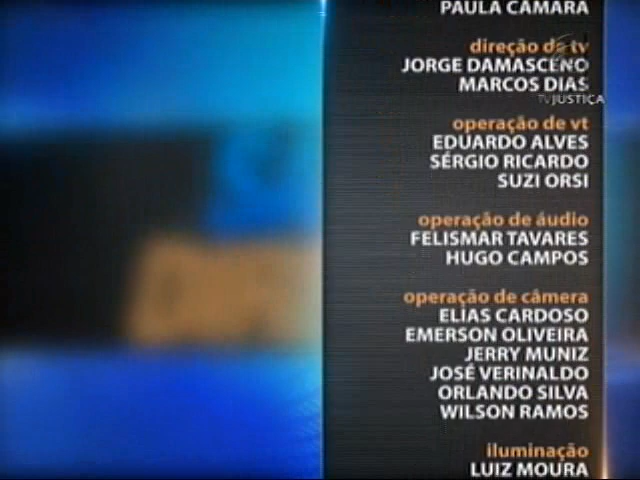 PAULA CÂMARA
direção de tv
JORGE DAMASCENO
MARCOS DIAS
TV JUSTIÇA
operação de vt
EDUARDO ALVES
SÉRGIO RICARDO
SUZI ORSI
operação de áudio
FELISMAR TAVARES
HUGO CAMPOS
operação de câmera
ELIAS CARDOSO
EMERSON OLIVEIRA
JERRY MUNIZ
JOSÉ VERINALDO
ORLANDO SILVA
WILSON RAMOS
iluminação
LUIZ MOURA